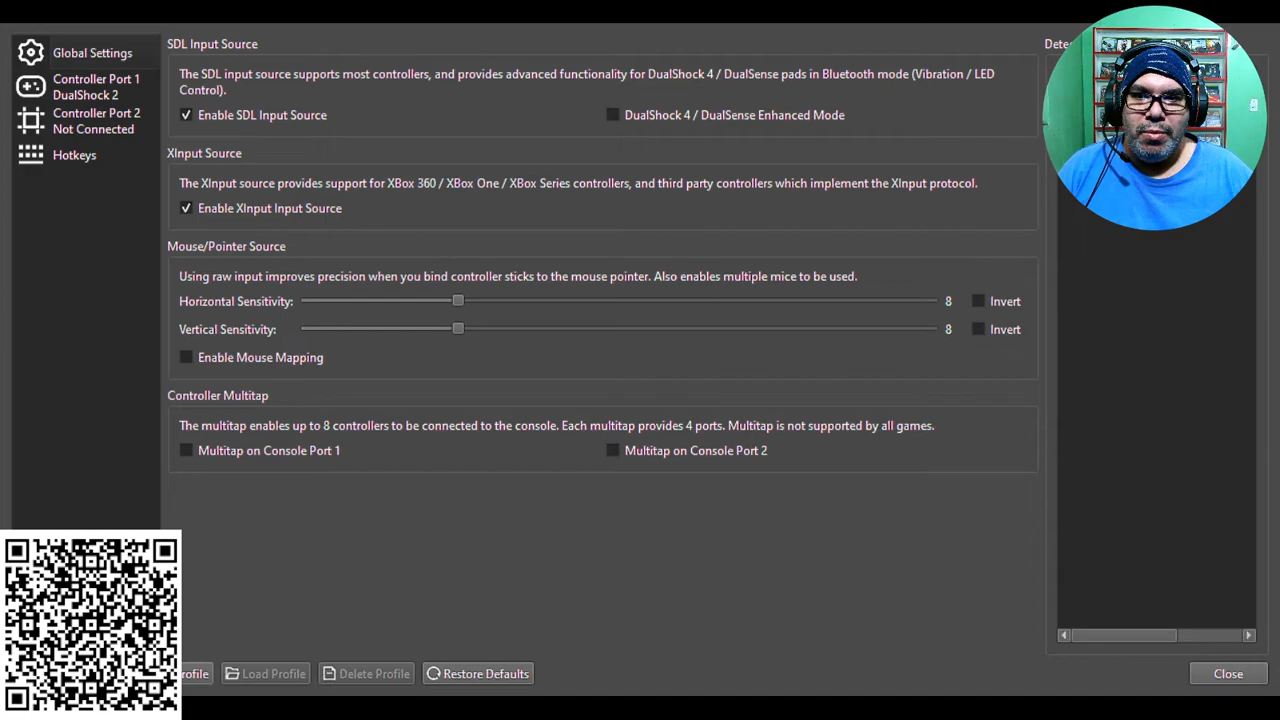 Global Settings
Controller Port 1
DualShock 2
Controller Port 2
Not Connected
Hotkeys
SDL Input Source
The SDL input source supports most controllers, and provides advanced functionality for DualShock 4 / DualSense pads in Bluetooth mode (Vibration / LED
Control).
Enable SDL Input Source
DualShock 4 / DualSense Enhanced Mode
XInput Source
The XInput source provides support for XBox 360 / XBox One / XBox Series controllers, and third party controllers which implement the XInput protocol.
Enable XInput Input Source
Mouse/Pointer Source
Using raw input improves precision when you bind controller sticks to the mouse pointer. Also enables multiple mice to be used.
Horizontal Sensitivity: 8 Invert
Vertical Sensitivity: 8 Invert
Enable Mouse Mapping
Controller Multitap
The multitap enables up to 8 controllers to be connected to the console. Each multitap provides 4 ports. Multitap is not supported by all games.
Multitap on Console Port 1
Multitap on Console Port 2
Load Profile
Delete Profile
Restore Defaults
Close